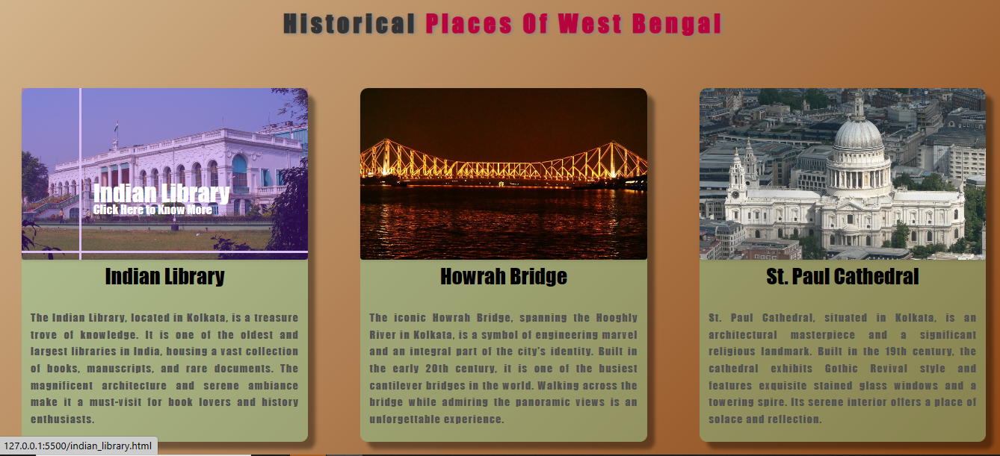 Historical Places Of West Bengal
Indian Library
Click Here to Know More
Indian Library
The Indian Library, located in Kolkata, is a treasure
trove of knowledge. It is one of the oldest and
largest libraries in India, housing a vast collection
of books, manuscripts, and rare documents. The
magnificent architecture and serene ambiance
make it a must-visit for book lovers and history
enthusiasts.
Howrah Bridge
The iconic Howrah Bridge, spanning the Hooghly
River in Kolkata, is a symbol of engineering marvel
and an integral part of the city's identity. Built in
the early 20th century, it is one of the busiest
cantilever bridges in the world. Walking across the
bridge while admiring the panoramic views is an
unforgettable experience.
St. Paul Cathedral
St. Paul Cathedral, situated in Kolkata, is an
architectural masterpiece and a significant
religious landmark. Built in the 19th century, the
cathedral exhibits Gothic Revival style and
features exquisite stained glass windows and a
towering spire. Its serene interior offers a place of
solace and reflection.
127.0.0.1:5500/indian_library.html